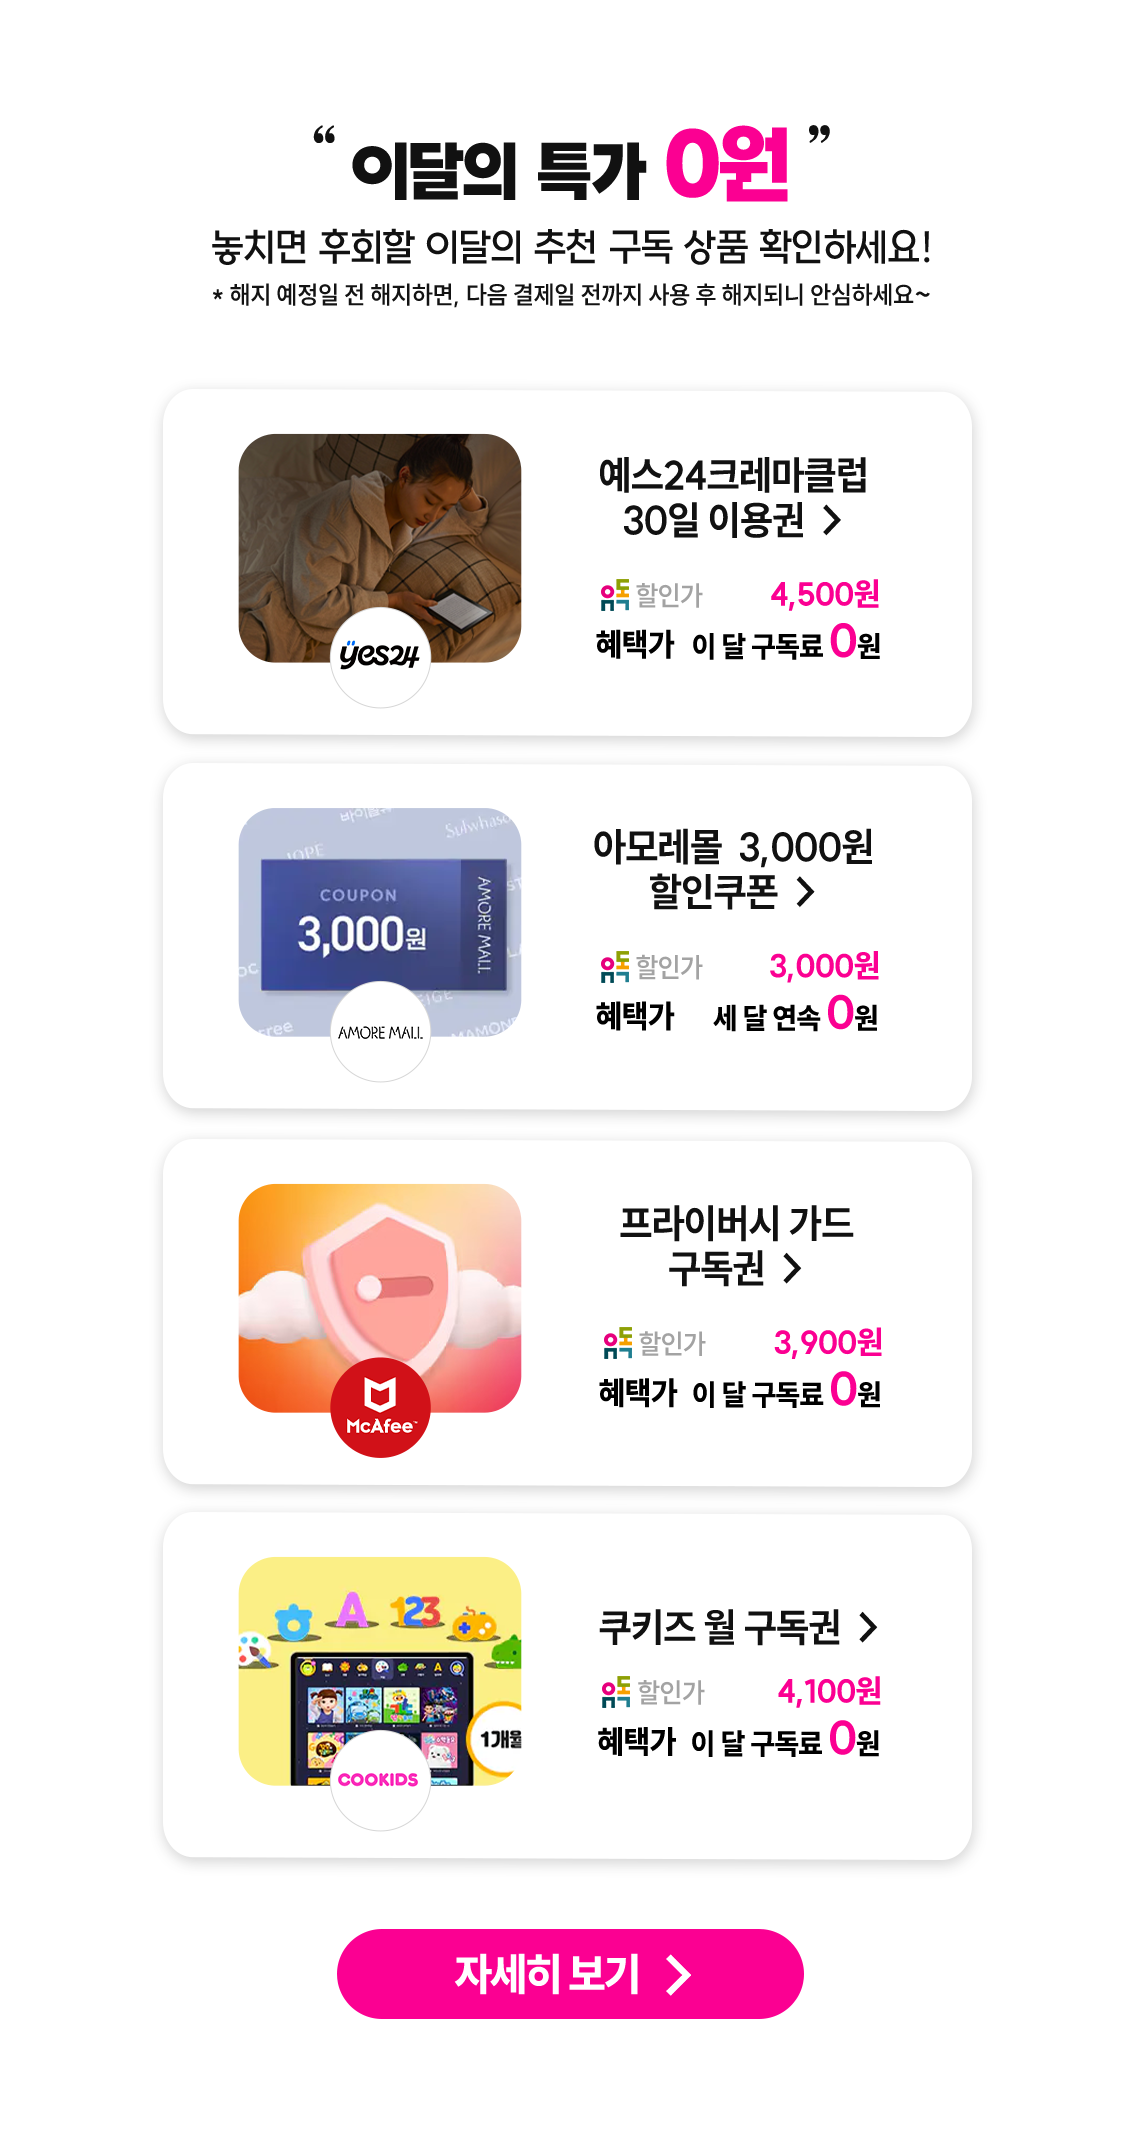 “ 이달의 특가 0원 ”
놓치면 후회할 이달의 추천 구독 상품 확인하세요!
* 해지 예정일 전 해지하면, 다음 결제일 전까지 사용 후 해지되니 안심하세요~
예스24크레마클럽
30일 이용권 >
유독 할인가 4,500원
혜택가 이 달 구독료 0원
yes24
바이탈
Sulwhaso
IOPE
COUPON
3,000원
AMORE MALL
AMORE MALL
MAMOND
아모레몰 3,000원
할인쿠폰 >
유독 할인가 3,000원
혜택가 세 달 연속 0원
프라이버시 가드
구독권 >
유독 할인가 3,900원
혜택가 이 달 구독료 0원
McAfee™
A 123
1개월
COOKIDS
쿠키즈 월 구독권 >
유독 할인가 4,100원
혜택가 이 달 구독료 0원
자세히 보기 >